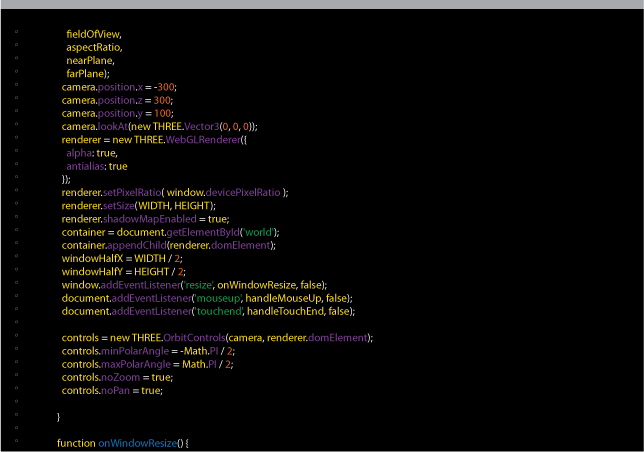 fieldOfView,
aspectRatio,
nearPlane,
farPlane);
camera.position.x = -300;
camera.position.z = 300;
camera.position.y = 100;
camera.lookAt(new THREE.Vector3(0, 0, 0));
renderer = new THREE.WebGLRenderer({
alpha: true,
antialias: true
});
renderer.setPixelRatio( window.devicePixelRatio );
renderer.setSize(WIDTH, HEIGHT);
renderer.shadowMapEnabled = true;
container = document.getElementById('world');
container.appendChild(renderer.domElement);
windowHalfX = WIDTH / 2;
windowHalfY = HEIGHT / 2;
window.addEventListener('resize', onWindowResize, false);
document.addEventListener('mouseup', handleMouseUp, false);
document.addEventListener('touchend', handleTouchEnd, false);
controls = new THREE.OrbitControls(camera, renderer.domElement);
controls.minPolarAngle = -Math.PI / 2;
controls.maxPolarAngle = Math.PI / 2;
controls.noZoom = true;
controls.noPan = true;
}
function onWindowResize() {